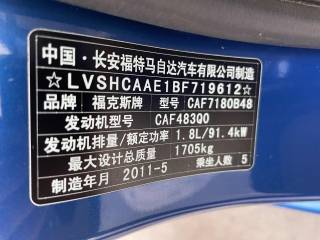 中国·长安福特马自达汽车有限公司制造
☆LVSHCAAE1BF719612☆
品牌 福克斯牌 型号 CAF7180B48
发动机型号 CAF483Q0
发动机排量/额定功率 1.8L/91.4kW
最大设计总质量 1705kg
制造年月 2011-5 乘坐人数 5